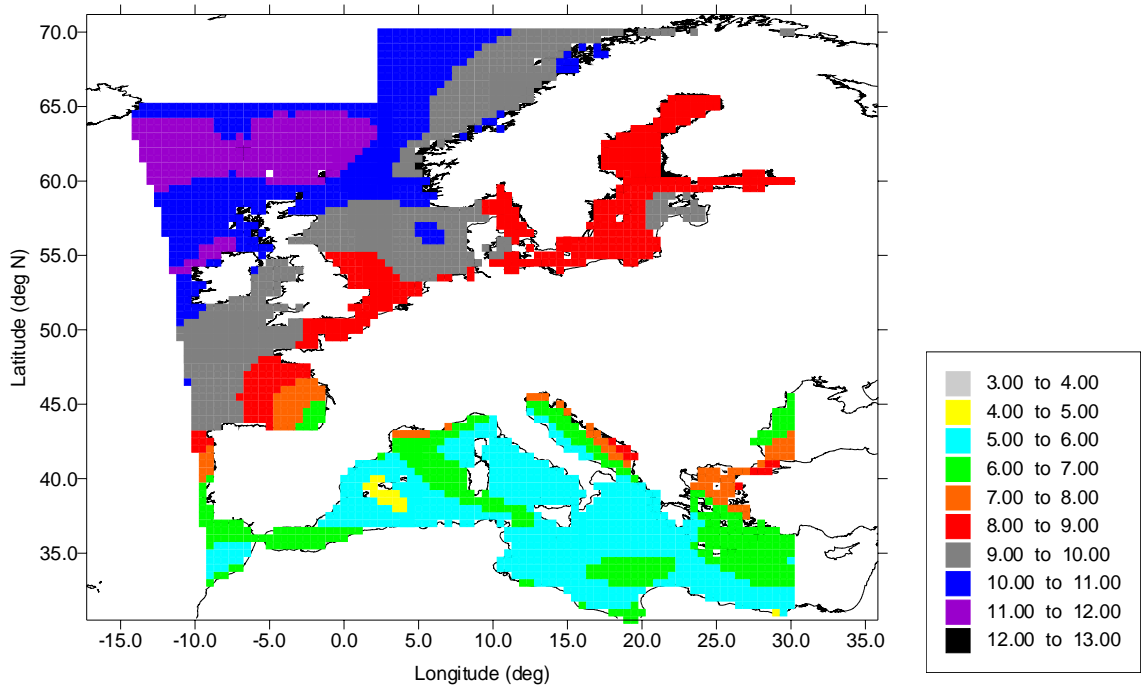 70.0
65.0
60.0
55.0
50.0
45.0
40.0
35.0
Latitude (deg N)
-15.0 -10.0 -5.0 0.0 5.0 10.0 15.0 20.0 25.0 30.0 35.0
Longitude (deg)
3.00 to 4.00
4.00 to 5.00
5.00 to 6.00
6.00 to 7.00
7.00 to 8.00
8.00 to 9.00
9.00 to 10.00
10.00 to 11.00
11.00 to 12.00
12.00 to 13.00